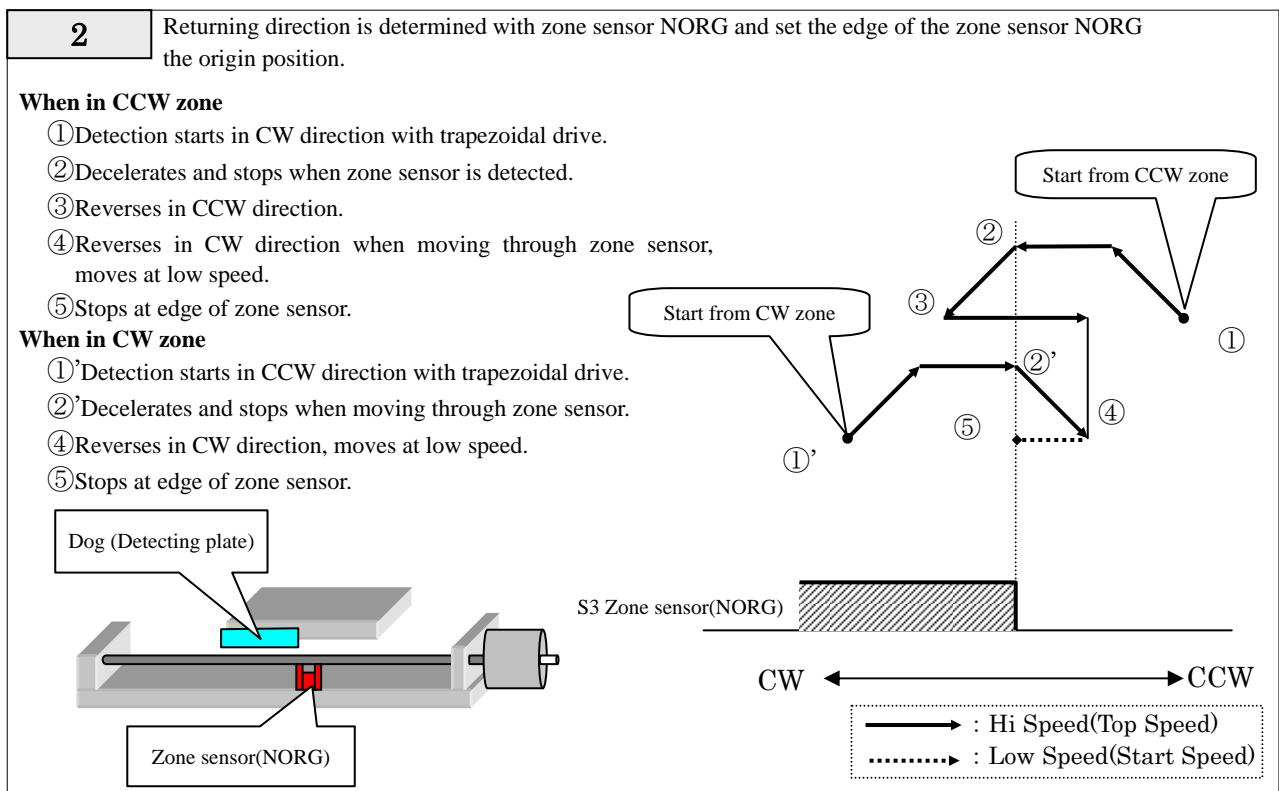 2
Returning direction is determined with zone sensor NORG and set the edge of the zone sensor NORG
the origin position.
When in CCW zone
①Detection starts in CW direction with trapezoidal drive.
②Decelerates and stops when zone sensor is detected.
③Reverses in CCW direction.
④Reverses in CW direction when moving through zone sensor,
moves at low speed.
⑤Stops at edge of zone sensor.
When in CW zone
①’Detection starts in CCW direction with trapezoidal drive.
②’Decelerates and stops when moving through zone sensor.
④Reverses in CW direction, moves at low speed.
⑤Stops at edge of zone sensor.
Start from CCW zone
②
③
①
Start from CW zone
②’
④
⑤
①’
Dog (Detecting plate)
Zone sensor(NORG)
S3 Zone sensor(NORG)
CW
CCW
: Hi Speed(Top Speed)
: Low Speed(Start Speed)